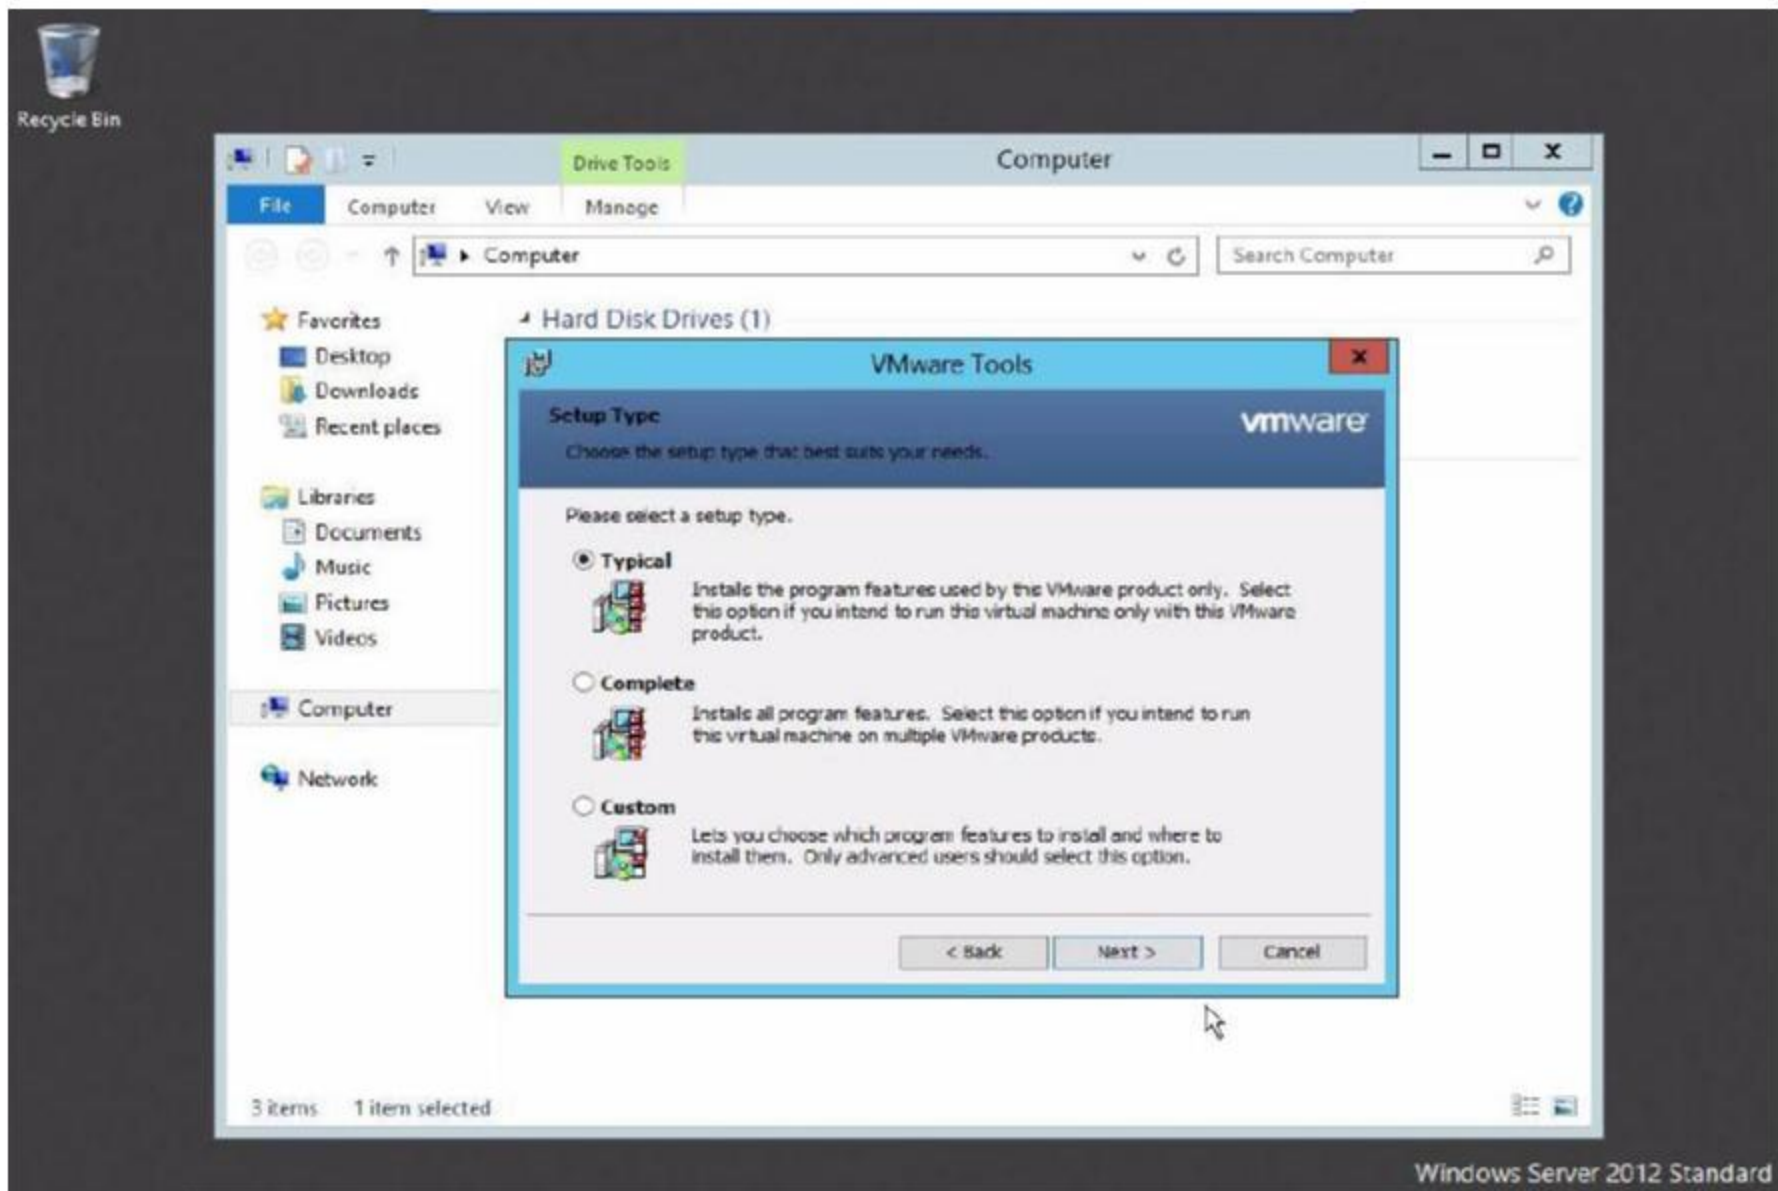 Recycle Bin
Drive Tools
Computer
File
Computer
View
Manage
Computer
Search Computer
Favorites
Desktop
Downloads
Recent places
Libraries
Documents
Music
Pictures
Videos
Computer
Network
Hard Disk Drives (1)
VMware Tools
Setup Type
vmware
Choose the setup type that best suits your needs.
Please select a setup type.
Typical
Installs the program features used by this VMware product only. Select
this option if you intend to run this virtual machine only with this VMware
product.
Complete
Installs all program features. Select this option if you intend to run
this virtual machine on multiple VMware products.
Custom
Lets you choose which program features to install and where to
install them. Only advanced users should select this option.
< Back
Next >
Cancel
3 items 1 item selected
Windows Server 2012 Standard